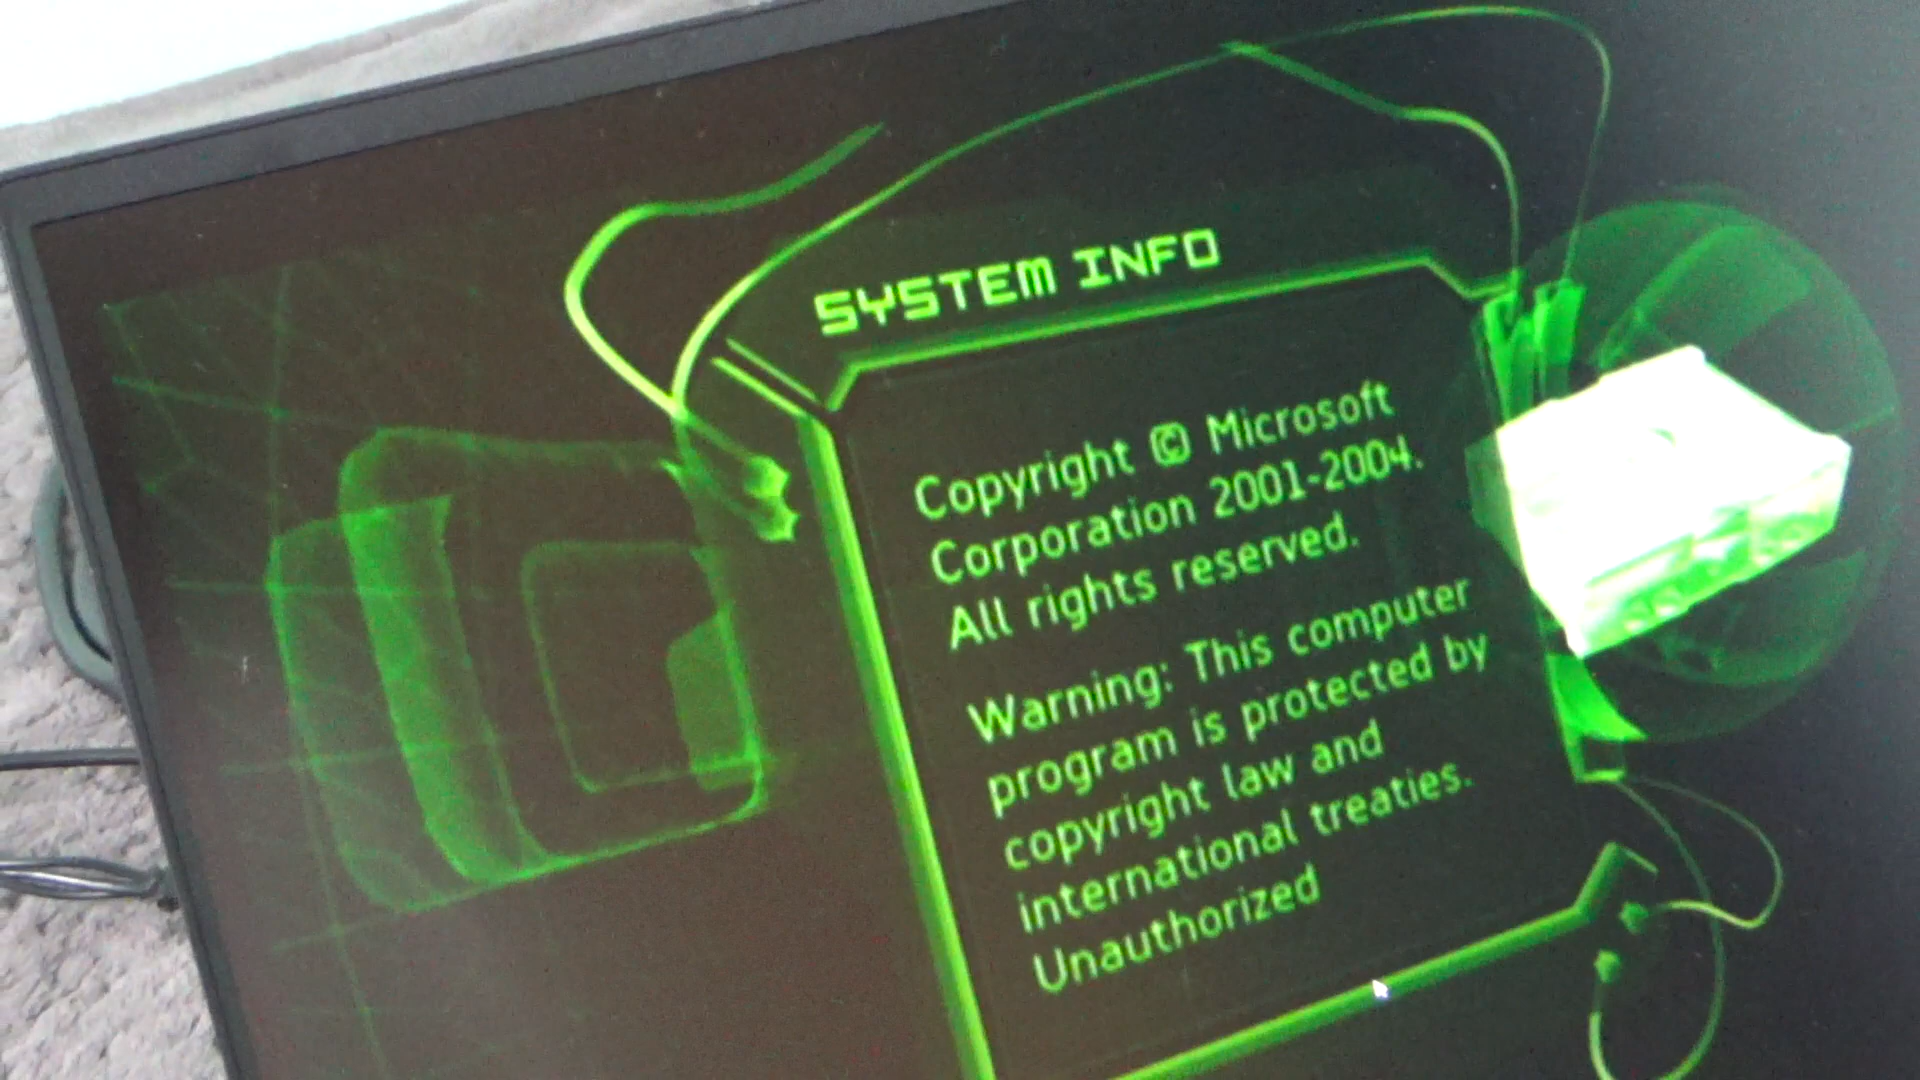 SYSTEM INFO
Copyright © Microsoft
Corporation 2001-2004.
All rights reserved.
Warning: This computer
program is protected by
copyright law and
international treaties.
Unauthorized